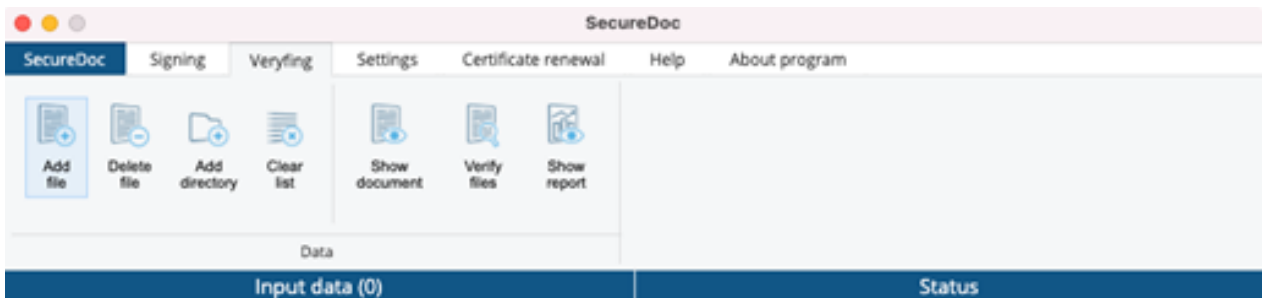 SecureDoc
SecureDoc Signing Veryfing Settings Certificate renewal Help About program
Add Delete Add Clear Show Verify Show
file file directory list document files report
Data
Input data (0) Status